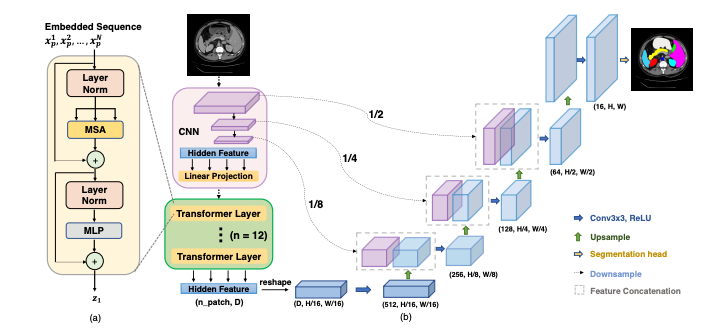 Embedded Sequence
x_p^1, x_p^2, ..., x_p^N
Layer
Norm
MSA
+
Layer
Norm
MLP
+
z_1
(a)
CNN
Hidden Feature
Linear Projection
Transformer Layer
(n = 12)
Transformer Layer
Hidden Feature
(n_patch, D)
reshape
(D, H/16, W/16)
(512, H/16, W/16)
(b)
1/2
1/4
1/8
(256, H/8, W/8)
(128, H/4, W/4)
(64, H/2, W/2)
(16, H, W)
Conv3x3, ReLU
Upsample
Segmentation head
Downsample
Feature Concatenation